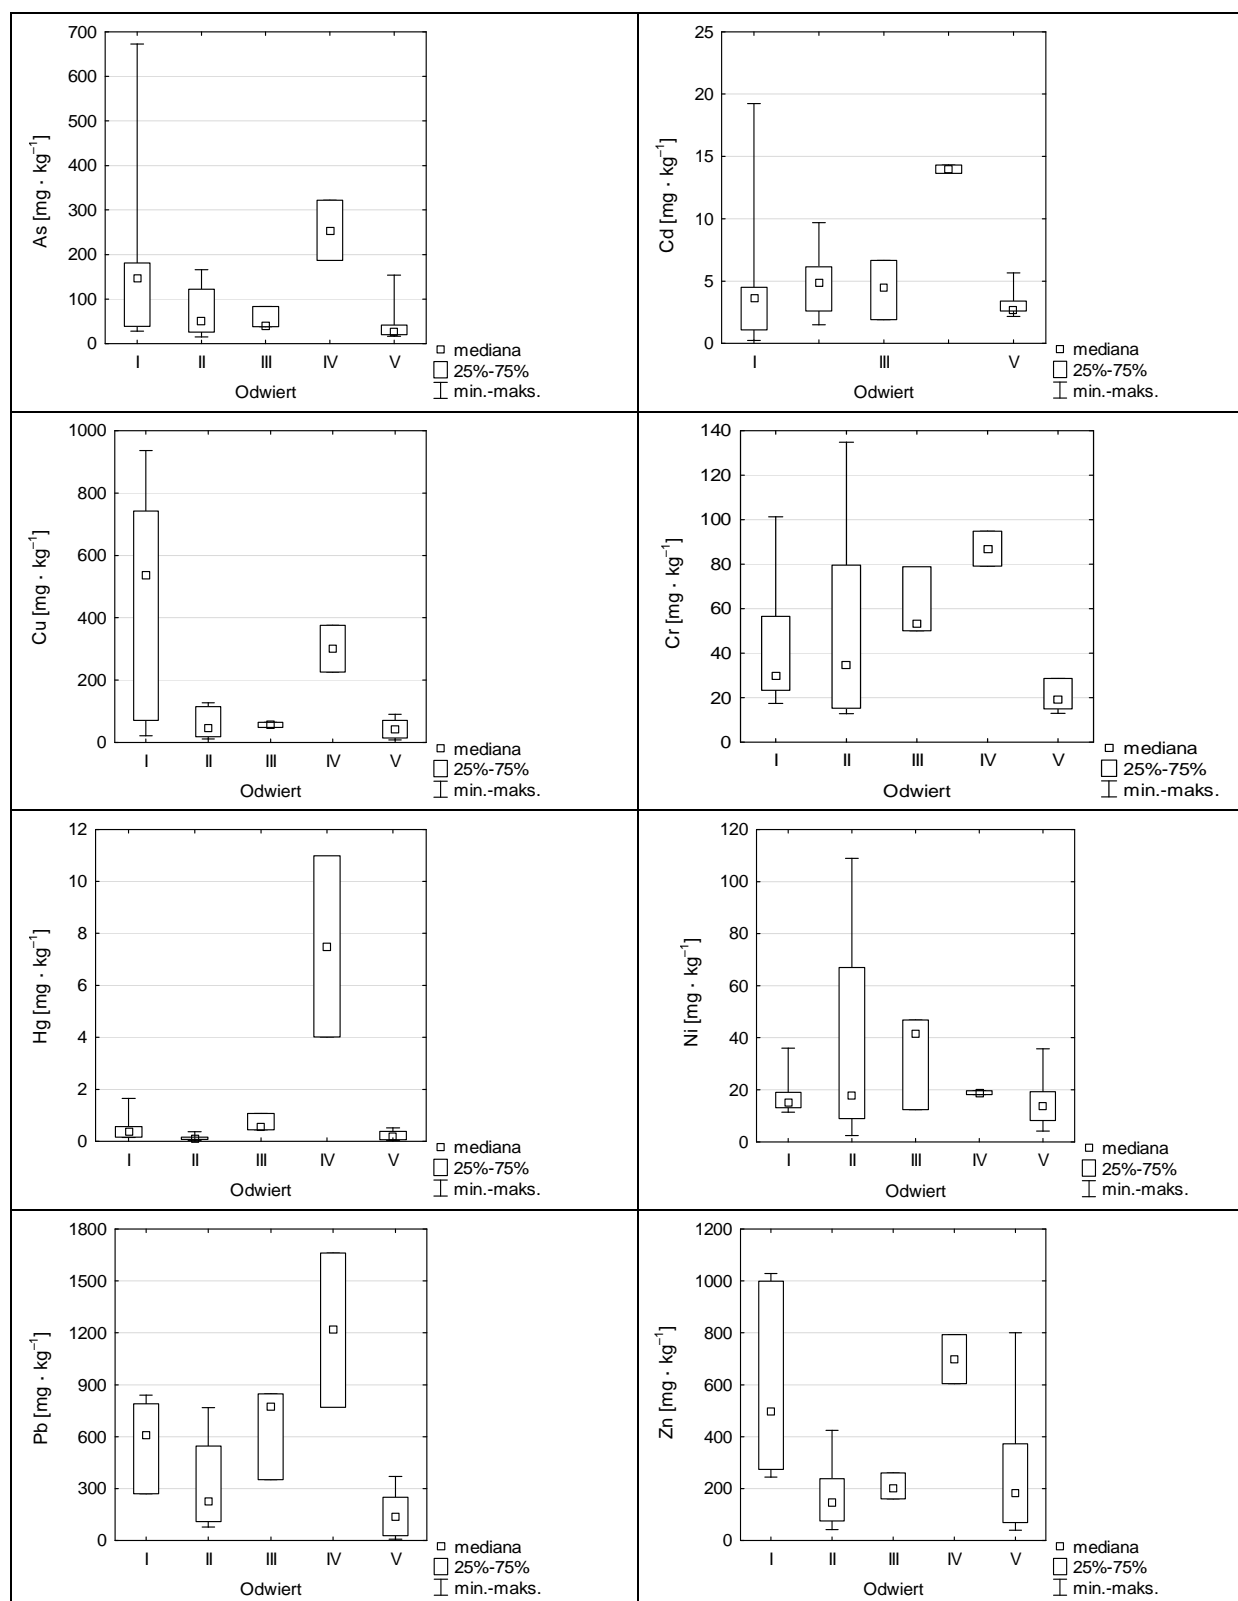 700
600
500
400
300
200
100
0
As [mg · kg⁻¹]
I II III IV V
Odwiert
mediana
25%-75%
min.-maks.
25
20
15
10
5
0
Cd [mg · kg⁻¹]
I III V
Odwiert
mediana
25%-75%
min.-maks.
1000
800
600
400
200
0
Cu [mg · kg⁻¹]
I II III IV V
Odwiert
mediana
25%-75%
min.-maks.
140
120
100
80
60
40
20
0
Cr [mg · kg⁻¹]
I II III IV V
Odwiert
mediana
25%-75%
min.-maks.
12
10
8
6
4
2
0
Hg [mg · kg⁻¹]
I II III IV V
Odwiert
mediana
25%-75%
min.-maks.
120
100
80
60
40
20
0
Ni [mg · kg⁻¹]
I II III IV V
Odwiert
mediana
25%-75%
min.-maks.
1800
1500
1200
900
600
300
0
Pb [mg · kg⁻¹]
I II III IV V
Odwiert
mediana
25%-75%
min.-maks.
1200
1000
800
600
400
200
0
Zn [mg · kg⁻¹]
I II III IV V
Odwiert
mediana
25%-75%
min.-maks.